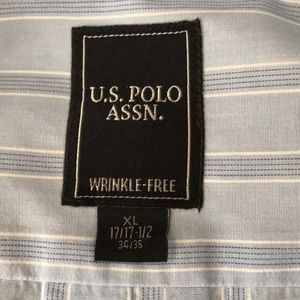 U.S. POLO
ASSN.
WRINKLE-FREE
XL
17/17-1/2
34/35